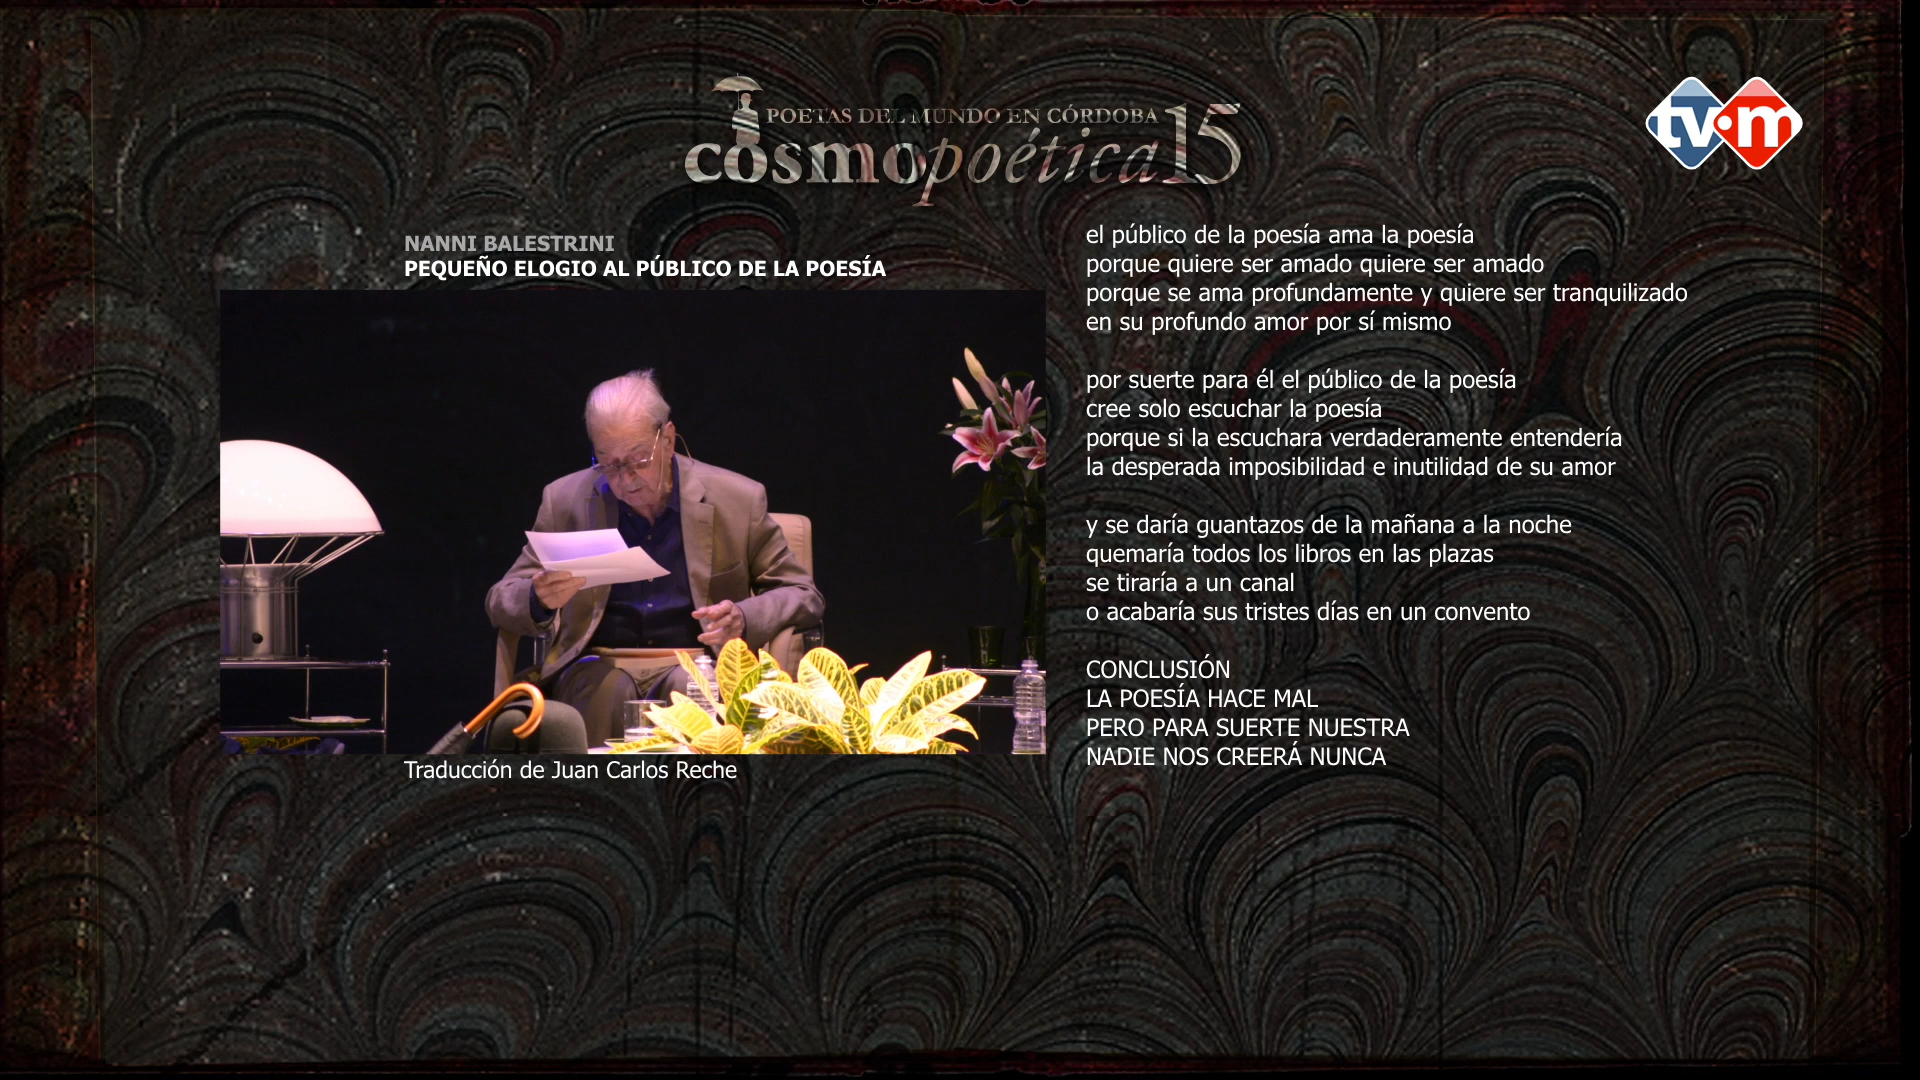 POETAS DEL MUNDO EN CÓRDOBA
cosmopoética15
tv.m
NANNI BALESTRINI
PEQUEÑO ELOGIO AL PÚBLICO DE LA POESÍA
el público de la poesía ama la poesía
porque quiere ser amado quiere ser amado
porque se ama profundamente y quiere ser tranquilizado
en su profundo amor por sí mismo
por suerte para él el público de la poesía
cree solo escuchar la poesía
porque si la escuchara verdaderamente entendería
la desperada imposibilidad e inutilidad de su amor
y se daría guantazos de la mañana a la noche
quemaría todos los libros en las plazas
se tiraría a un canal
o acabaría sus tristes días en un convento
CONCLUSIÓN
LA POESÍA HACE MAL
PERO PARA SUERTE NUESTRA
NADIE NOS CREERÁ NUNCA
Traducción de Juan Carlos Reche